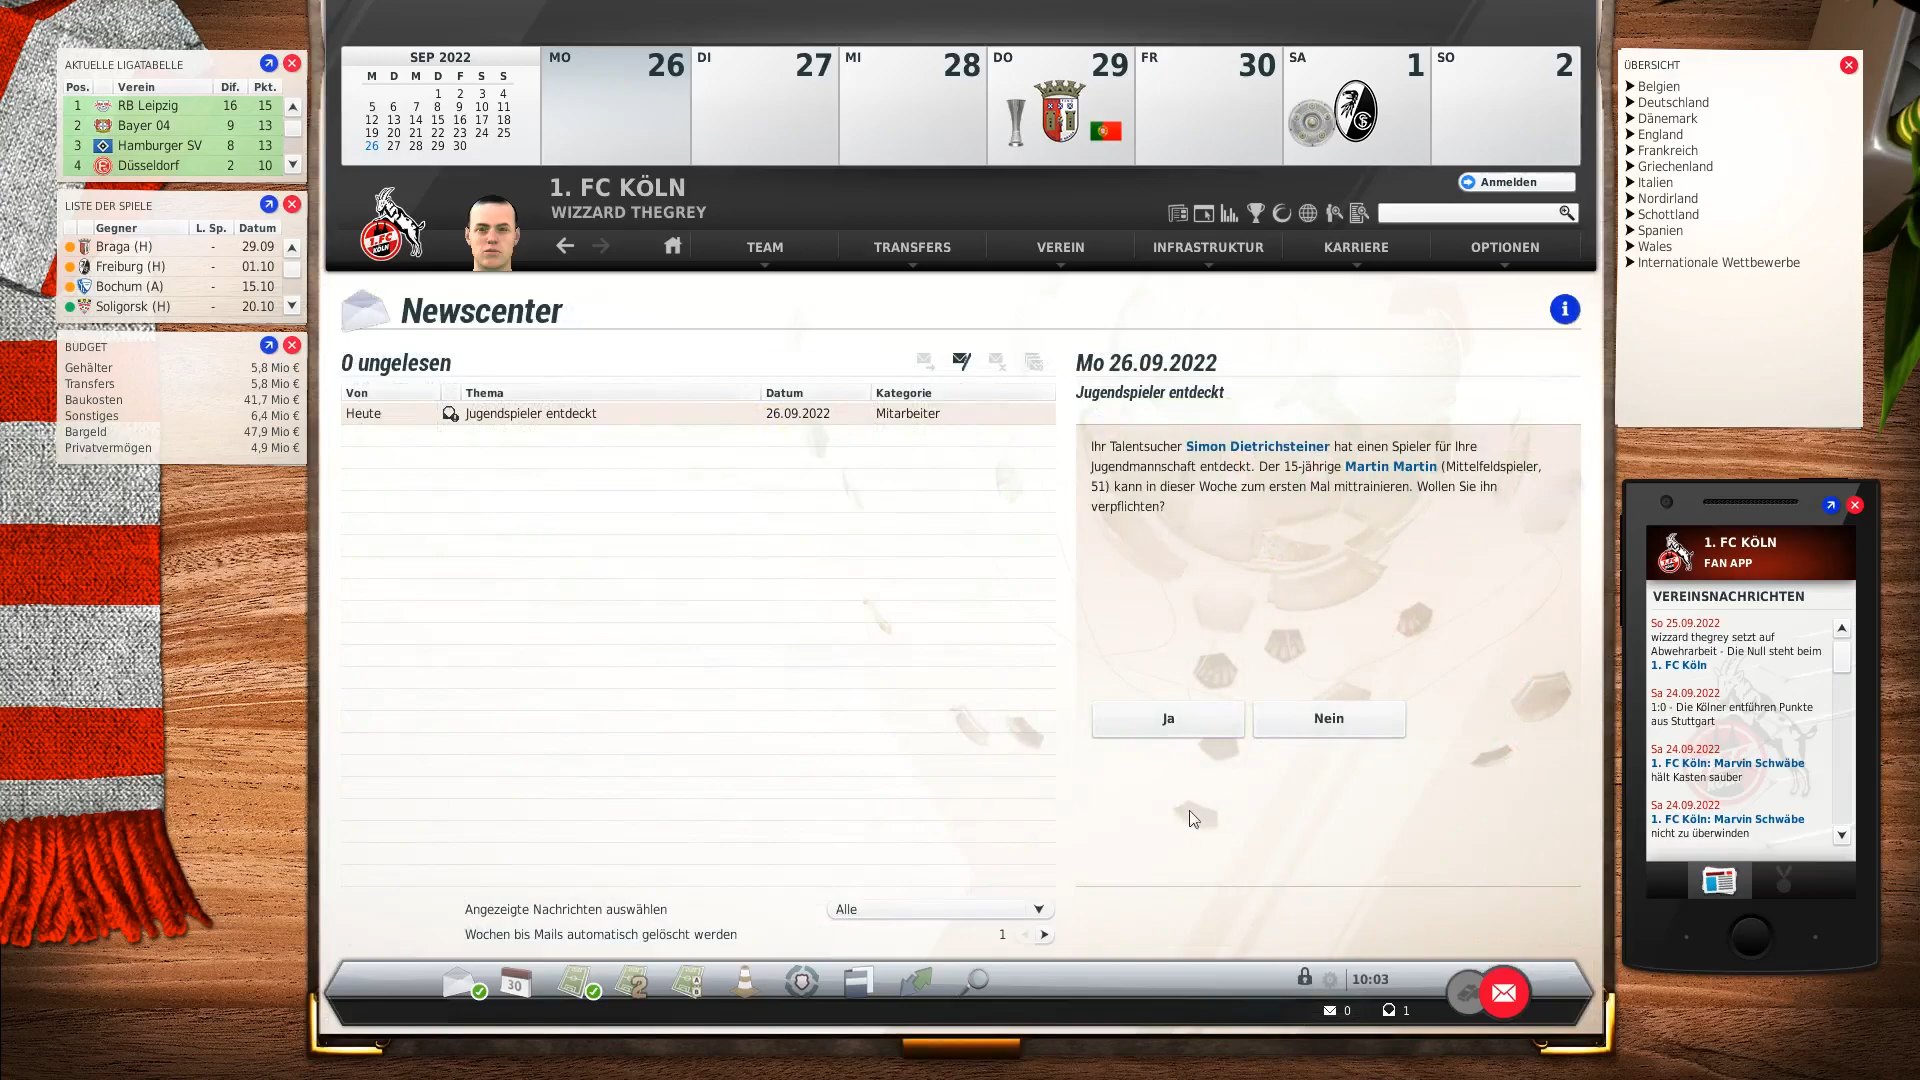 AKTUELLE LIGATABELLE
Pos. Verein Dif. Pkt.
1 RB Leipzig 16 15
2 Bayer 04 9 13
3 Hamburger SV 8 13
4 Düsseldorf 2 10
LISTE DER SPIELE
Gegner L. Sp. Datum
Braga (H) - 29.09
Freiburg (H) - 01.10
Bochum (A) - 15.10
Soligorsk (H) - 20.10
BUDGET
Gehälter 5,8 Mio €
Transfers 5,8 Mio €
Baukosten 41,7 Mio €
Sonstiges 6,4 Mio €
Bargeld 47,9 Mio €
Privatvermögen 4,9 Mio €
SEP 2022
M D M D F S S
1 2 3 4
5 6 7 8 9 10 11
12 13 14 15 16 17 18
19 20 21 22 23 24 25
26 27 28 29 30
MO 26
DI 27
MI 28
DO 29
FR 30
SA 1
SO 2
1. FC KÖLN
WIZZARD THEGREY
Anmelden
TEAM
TRANSFERS
VEREIN
INFRASTRUKTUR
KARRIERE
OPTIONEN
Newscenter
0 ungelesen
Von Thema Datum Kategorie
Heute Jugendspieler entdeckt 26.09.2022 Mitarbeiter
Angezeigte Nachrichten auswählen Alle
Wochen bis Mails automatisch gelöscht werden 1
Mo 26.09.2022
Jugendspieler entdeckt
Ihr Talentsucher Simon Dietrichsteiner hat einen Spieler für Ihre
Jugendmannschaft entdeckt. Der 15-jährige Martin Martin (Mittelfeldspieler,
51) kann in dieser Woche zum ersten Mal mittrainieren. Wollen Sie ihn
verpflichten?
Ja
Nein
30
2
10:03
0 1
ÜBERSICHT
Belgien
Deutschland
Dänemark
England
Frankreich
Griechenland
Italien
Nordirland
Schottland
Spanien
Wales
Internationale Wettbewerbe
1. FC KÖLN
FAN APP
VEREINSNACHRICHTEN
So 25.09.2022
wizzard thegrey setzt auf
Abwehrarbeit - Die Null steht beim
1. FC Köln
Sa 24.09.2022
1:0 - Die Kölner entführen Punkte
aus Stuttgart
Sa 24.09.2022
1. FC Köln: Marvin Schwäbe
hält Kasten sauber
Sa 24.09.2022
1. FC Köln: Marvin Schwäbe
nicht zu überwinden